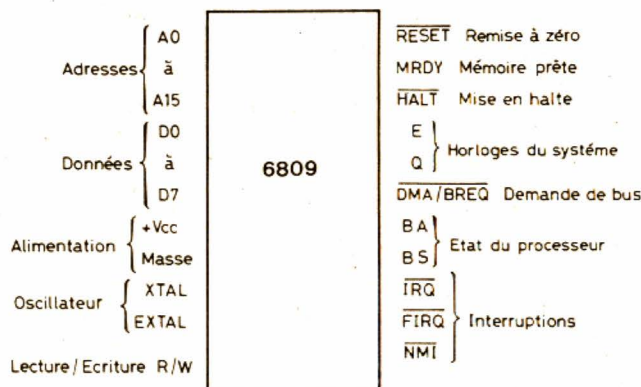 A0
Adresses à
A15
D0
Données à
D7
+Vcc
Alimentation
Masse
XTAL
Oscillateur
EXTAL
Lecture/Ecriture R/W
6809
RESET Remise à zéro
MRDY Mémoire prète
HALT Mise en halte
E
Horloges du systéme
Q
DMA/BREQ Demande de bus
BA
Etat du processeur
BS
IRQ
FIRQ Interruptions
NMI